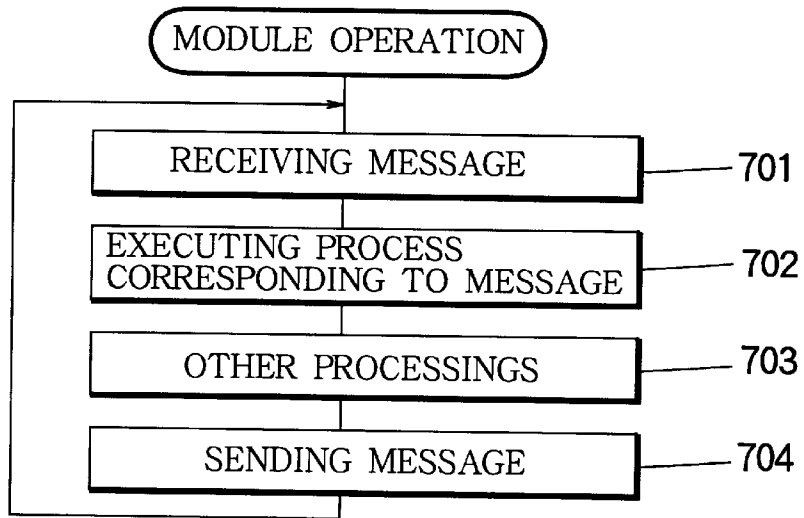 MODULE OPERATION
RECEIVING MESSAGE
701
EXECUTING PROCESS
CORRESPONDING TO MESSAGE
702
OTHER PROCESSINGS
703
SENDING MESSAGE
704